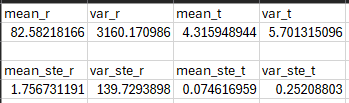 mean_r var_r mean_t var_t
82.58218166 3160.170986 4.315948944 5.701315096
mean_ste_r var_ste_r mean_ste_t var_ste_t
1.756731191 139.7293898 0.074616959 0.25208803